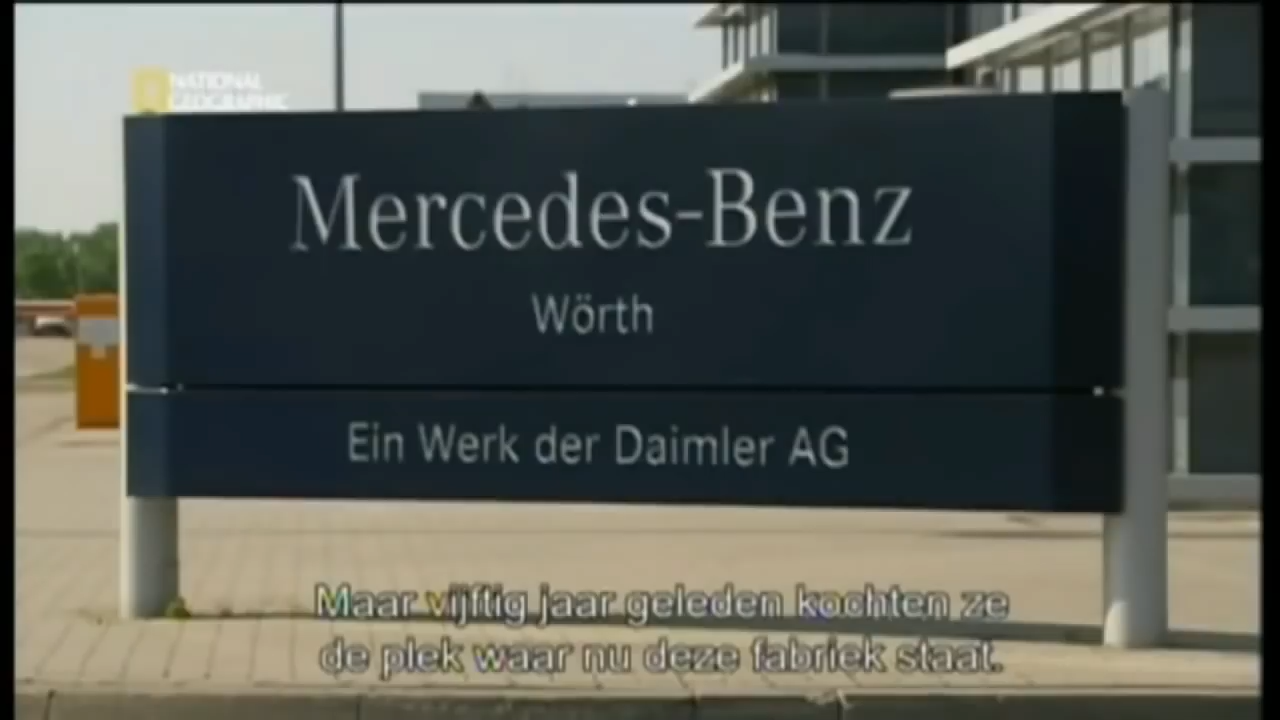 NATIONAL
GEOGRAPHIC
Mercedes-Benz
Wörth
Ein Werk der Daimler AG
Maar vijftig jaar geleden kochten ze
de plek waar nu deze fabriek staat.